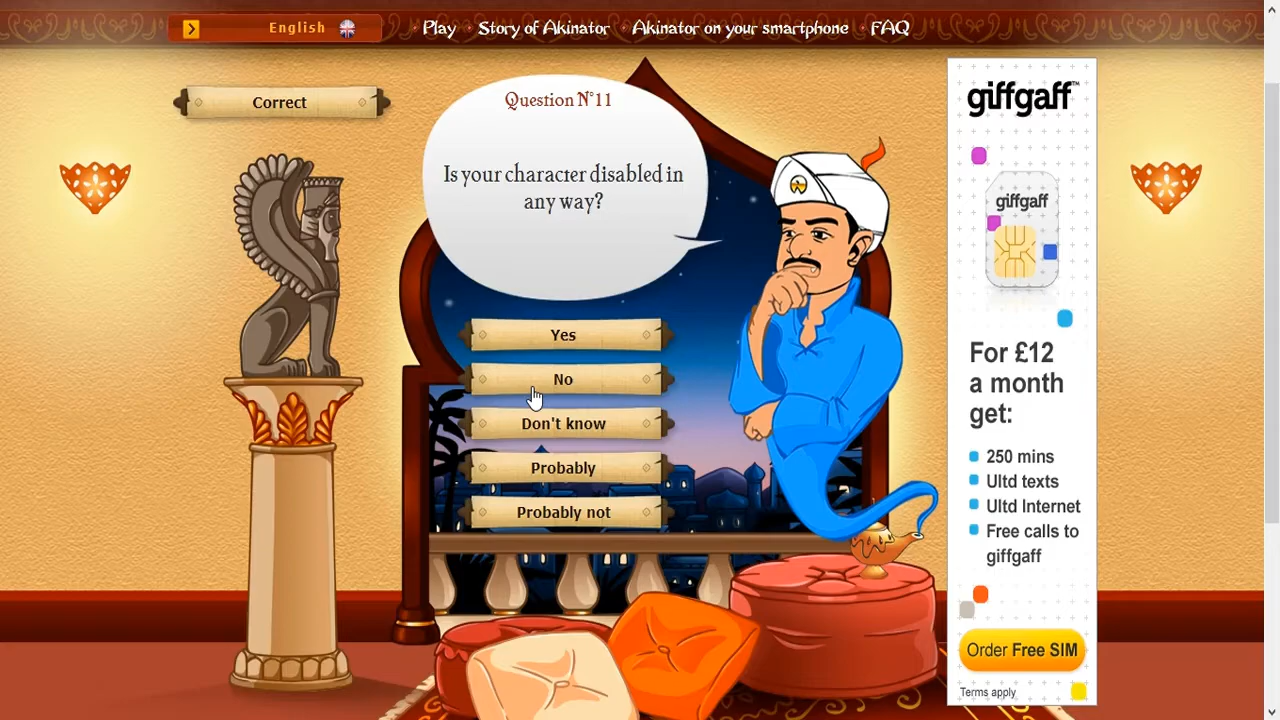 English
Play
Story of Akinator
Akinator on your smartphone
FAQ
Correct
Question N°11
Is your character disabled in
any way?
Yes
No
Don't know
Probably
Probably not
giffgaff™
giffgaff
For £12
a month
get:
250 mins
Ultd texts
Ultd Internet
Free calls to
giffgaff
Order Free SIM
Terms apply